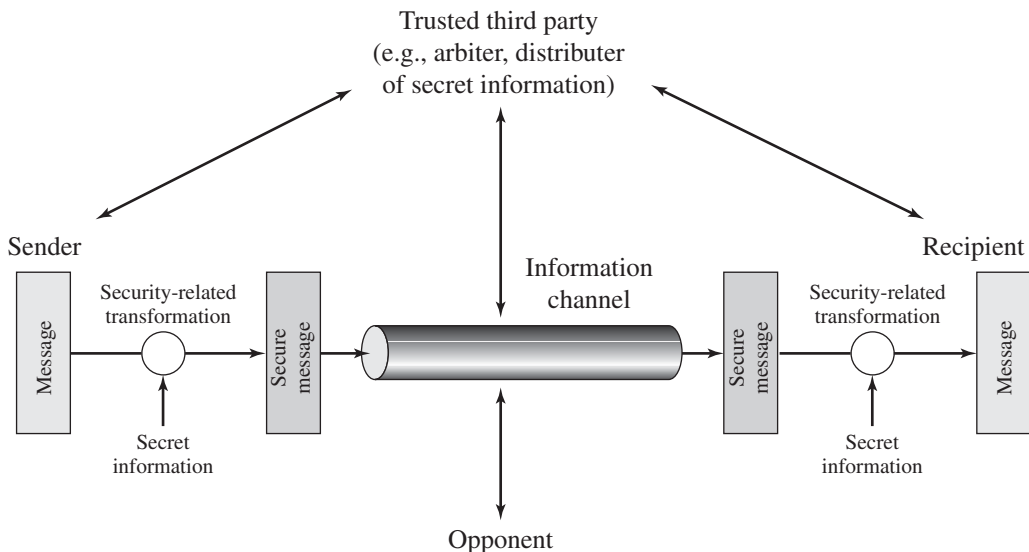 Trusted third party
(e.g., arbiter, distributer
of secret information)
Sender
Recipient
Information
channel
Security-related
transformation
Security-related
transformation
Message
Secure
message
Secure
message
Message
Secret
information
Secret
information
Opponent